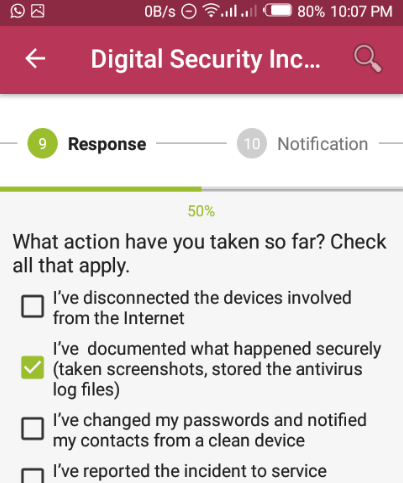 0B/s 80% 10:07 PM
Digital Security Inc...
9 Response 10 Notification
50%
What action have you taken so far? Check
all that apply.
I've disconnected the devices involved
from the Internet
I've documented what happened securely
(taken screenshots, stored the antivirus
log files)
I've changed my passwords and notified
my contacts from a clean device
I've reported the incident to service